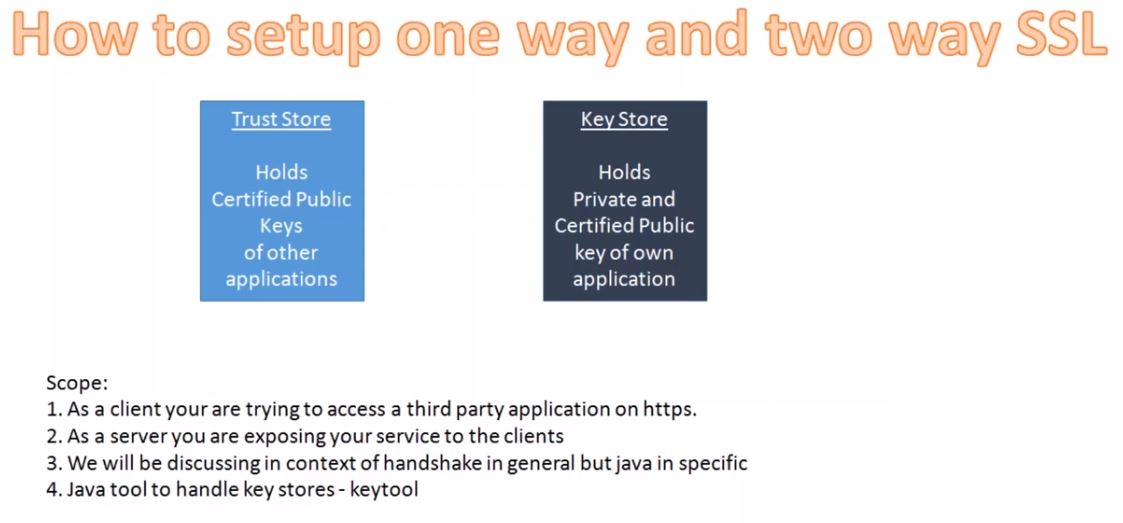 How to setup one way and two way SSL
Trust Store
Holds
Certified Public
Keys
of other
applications
Key Store
Holds
Private and
Certified Public
key of own
application
Scope:
1. As a client your are trying to access a third party application on https.
2. As a server you are exposing your service to the clients
3. We will be discussing in context of handshake in general but java in specific
4. Java tool to handle key stores - keytool